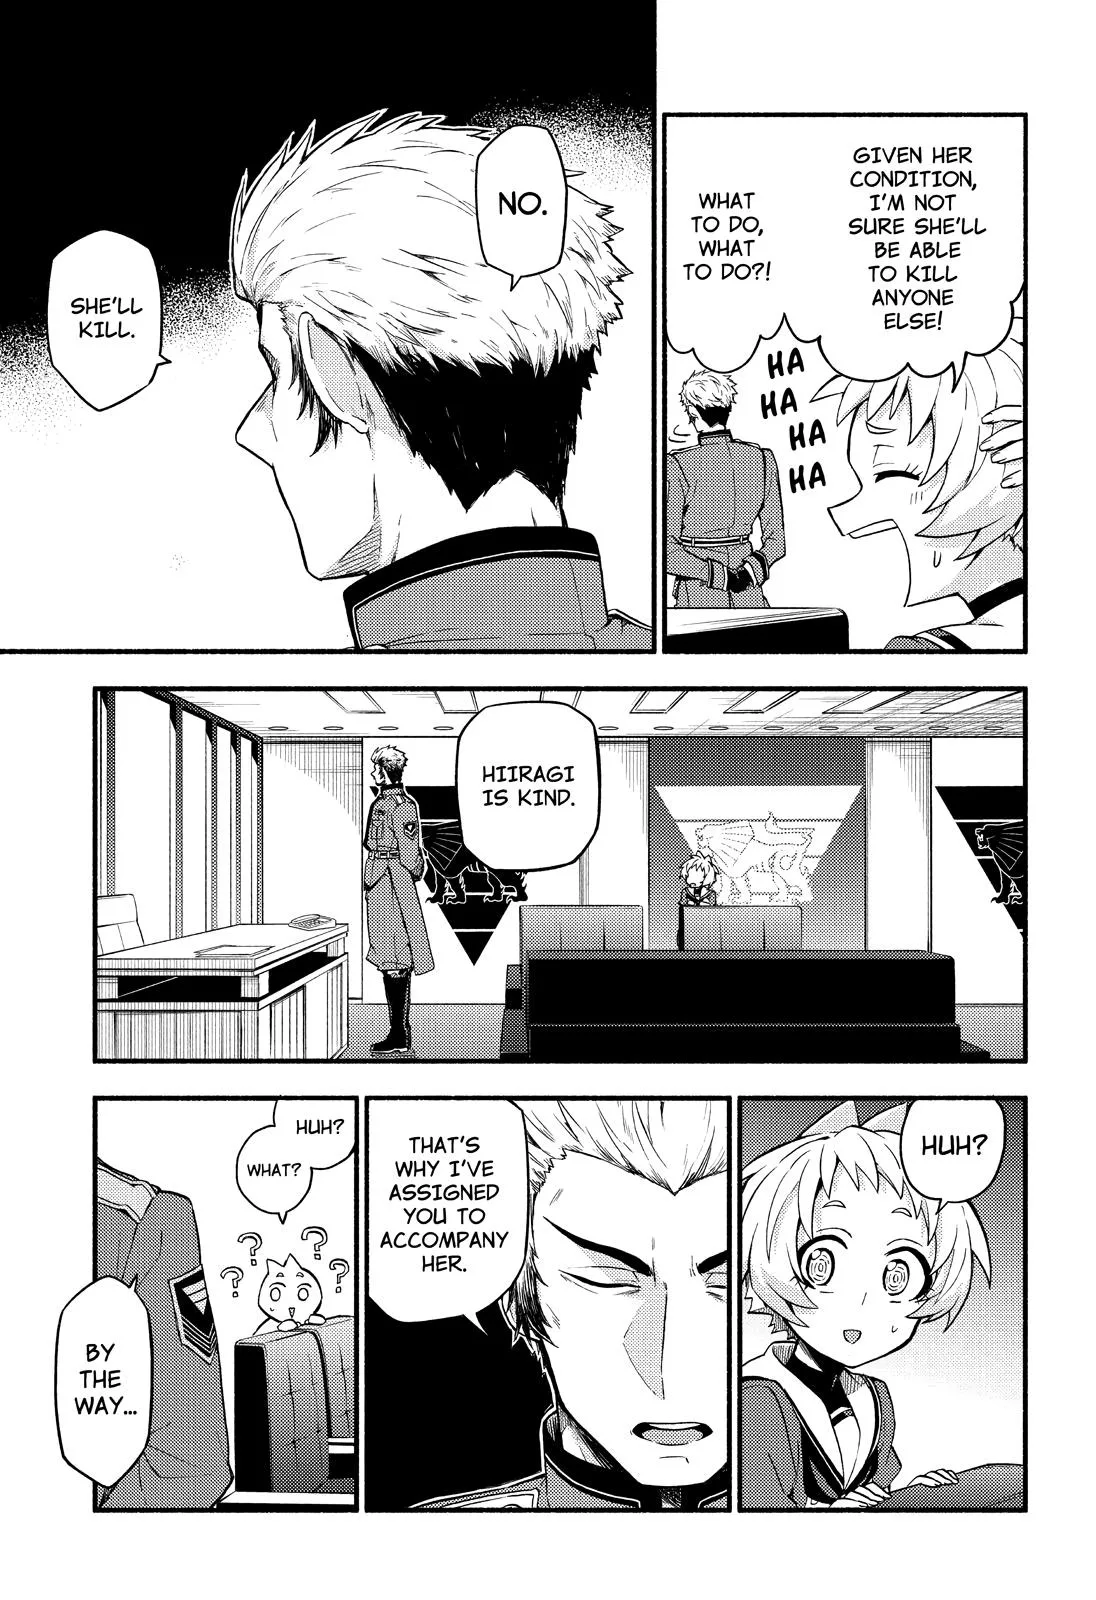 GIVEN HER
CONDITION,
I'M NOT
SURE SHE'LL
BE ABLE
TO KILL
ANYONE
ELSE!
WHAT
TO DO,
WHAT
TO DO?!
HA
HA
HA
HA
NO.
SHE'LL
KILL.
HIIRAGI
IS KIND.
HUH?
THAT'S
WHY I'VE
ASSIGNED
YOU TO
ACCOMPANY
HER.
HUH?
WHAT?
?
?
?
?
BY
THE
WAY...